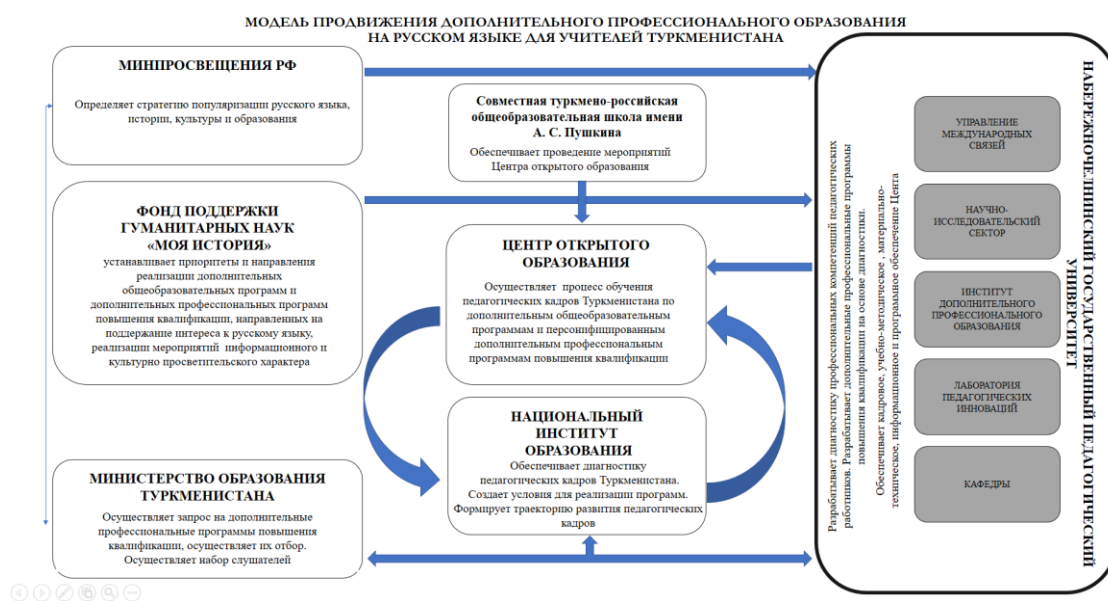 МОДЕЛЬ ПРОДВИЖЕНИЯ ДОПОЛНИТЕЛЬНОГО ПРОФЕССИОНАЛЬНОГО ОБРАЗОВАНИЯ
НА РУССКОМ ЯЗЫКЕ ДЛЯ УЧИТЕЛЕЙ ТУРКМЕНИСТАНА
МИНПРОСВЕЩЕНИЯ РФ
Определяет стратегию популяризации русского языка,
истории, культуры и образования
ФОНД ПОДДЕРЖКИ
ГУМАНИТАРНЫХ НАУК
«МОЯ ИСТОРИЯ»
устанавливает приоритеты и направления
реализации дополнительных
общеобразовательных программ и
дополнительных профессиональных программ
повышения квалификации, направленных на
поддержание интереса к русскому языку,
реализации мероприятий информационного и
культурно просветительского характера
МИНИСТЕРСТВО ОБРАЗОВАНИЯ
ТУРКМЕНИСТАНА
Осуществляет запрос на дополнительные
профессиональные программы повышения
квалификации, осуществляет их отбор.
Осуществляет набор слушателей
Совместная туркмено-российская
общеобразовательная школа имени
А. С. Пушкина
Обеспечивает проведение мероприятий
Центра открытого образования
ЦЕНТР ОТКРЫТОГО
ОБРАЗОВАНИЯ
Осуществляет процесс обучения
педагогических кадров Туркменистана по
дополнительным общеобразовательным
программам и персонифицированным
дополнительным профессиональным
программам повышения квалификации
НАЦИОНАЛЬНЫЙ
ИНСТИТУТ
ОБРАЗОВАНИЯ
Обеспечивает диагностику
педагогических кадров Туркменистана.
Создает условия для реализации программ.
Формирует траекторию развития педагогических
кадров
Разрабатывает диагностику профессиональных компетенций педагогических
работников. Разрабатывает дополнительные профессиональные программы
повышения квалификации на основе диагностики.
Обеспечивает кадровое, учебно-методическое, материально-
техническое, информационное и программное обеспечение Цента
УПРАВЛЕНИЕ
МЕЖДУНАРОДНЫХ
СВЯЗЕЙ
НАУЧНО-
ИССЛЕДОВАТЕЛЬСКИЙ
СЕКТОР
ИНСТИТУТ
ДОПОЛНИТЕЛЬНОГО
ПРОФЕССИОНАЛЬНОГО
ОБРАЗОВАНИЯ
ЛАБОРАТОРИЯ
ПЕДАГОГИЧЕСКИХ
ИННОВАЦИЙ
КАФЕДРЫ
НАБЕРЕЖНОЧЕЛНИНСКИЙ ГОСУДАРСТВЕННЫЙ ПЕДАГОГИЧЕСКИЙ
УНИВЕРСИТЕТ